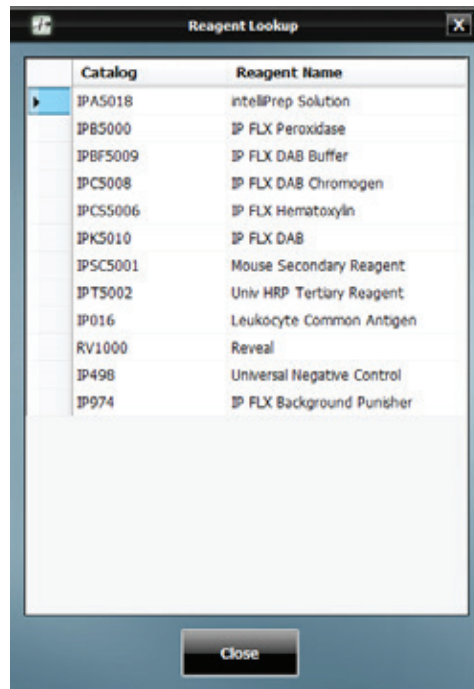 Reagent Lookup
X
Catalog Reagent Name
IPA5018 intelliPrep Solution
IPB5000 IP FLX Peroxidase
IPBF5009 IP FLX DAB Buffer
IPC5008 IP FLX DAB Chromogen
IPCS5006 IP FLX Hematoxylin
IPK5010 IP FLX DAB
IPSC5001 Mouse Secondary Reagent
IPT5002 Univ HRP Tertiary Reagent
IP016 Leukocyte Common Antigen
RV1000 Reveal
IP498 Universal Negative Control
IP974 IP FLX Background Punisher
Close